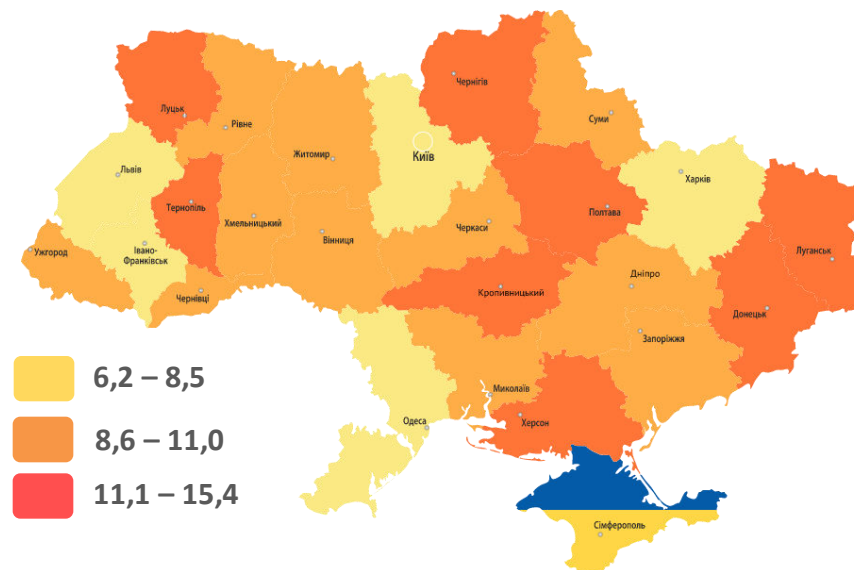 Чернігів
Луцьк
Рівне
Суми
Київ
Житомир
Львів
Харків
Тернопіль
Полтава
Хмельницький
Черкаси
Вінниця
Ужгород
Івано-
Франківськ
Луганськ
Дніпро
Чернівці
Кропивницький
Донецьк
Запоріжжя
6,2 – 8,5
Миколаїв
Херсон
Одеса
8,6 – 11,0
11,1 – 15,4
Сімферополь